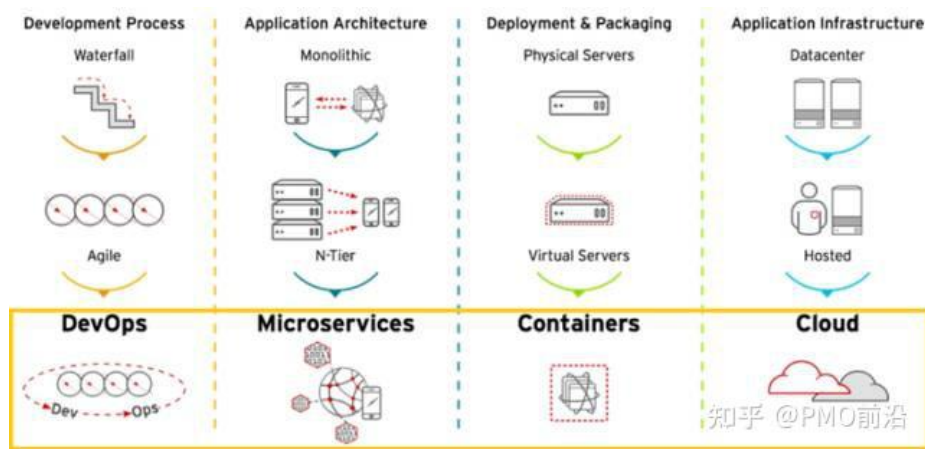 Development Process
Application Architecture
Deployment & Packaging
Application Infrastructure
Waterfall
Monolithic
Physical Servers
Datacenter
Agile
N-Tier
Virtual Servers
Hosted
DevOps
Microservices
Containers
Cloud
Dev
Ops
知乎 @PMO前沿